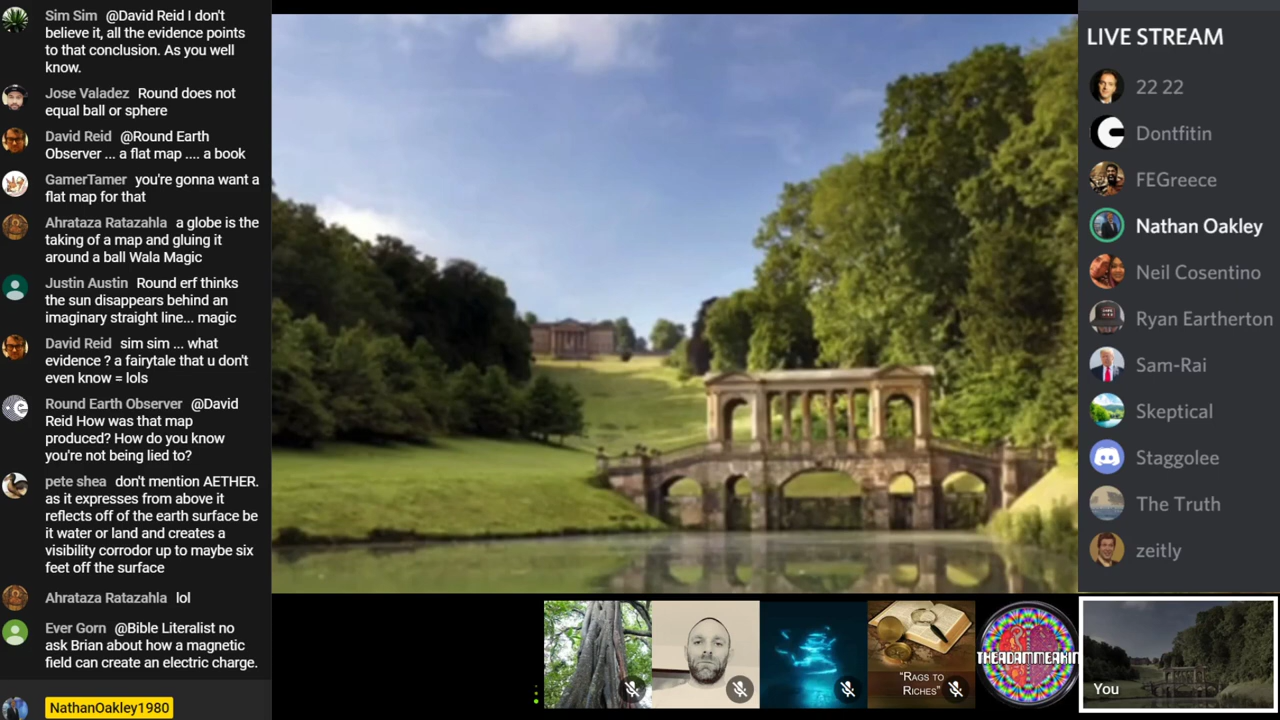 Sim Sim @David Reid I don't
believe it, all the evidence points
to that conclusion. As you well
know.
Jose Valadez Round does not
equal ball or sphere
David Reid @Round Earth
Observer ... a flat map .... a book
GamerTamer you're gonna want a
flat map for that
Ahrataza Ratazahla a globe is the
taking of a map and gluing it
around a ball Wala Magic
Justin Austin Round erf thinks
the sun disappears behind an
imaginary straight line... magic
David Reid sim sim ... what
evidence ? a fairytale that u don't
even know = lols
Round Earth Observer @David
Reid How was that map
produced? How do you know
you're not being lied to?
pete shea don't mention AETHER.
as it expresses from above it
reflects off of the earth surface be
it water or land and creates a
visibility corrodor up to maybe six
feet off the surface
Ahrataza Ratazahla lol
Ever Gorn @Bible Literalist no
ask Brian about how a magnetic
field can create an electric charge.
NathanOakley1980
"RAGS TO
RICHES"
THEADAMMEAKIN
You
LIVE STREAM
22 22
Dontfitin
FEGreece
Nathan Oakley
Neil Cosentino
Ryan Eartherton
Sam-Rai
Skeptical
Staggolee
The Truth
zeitly